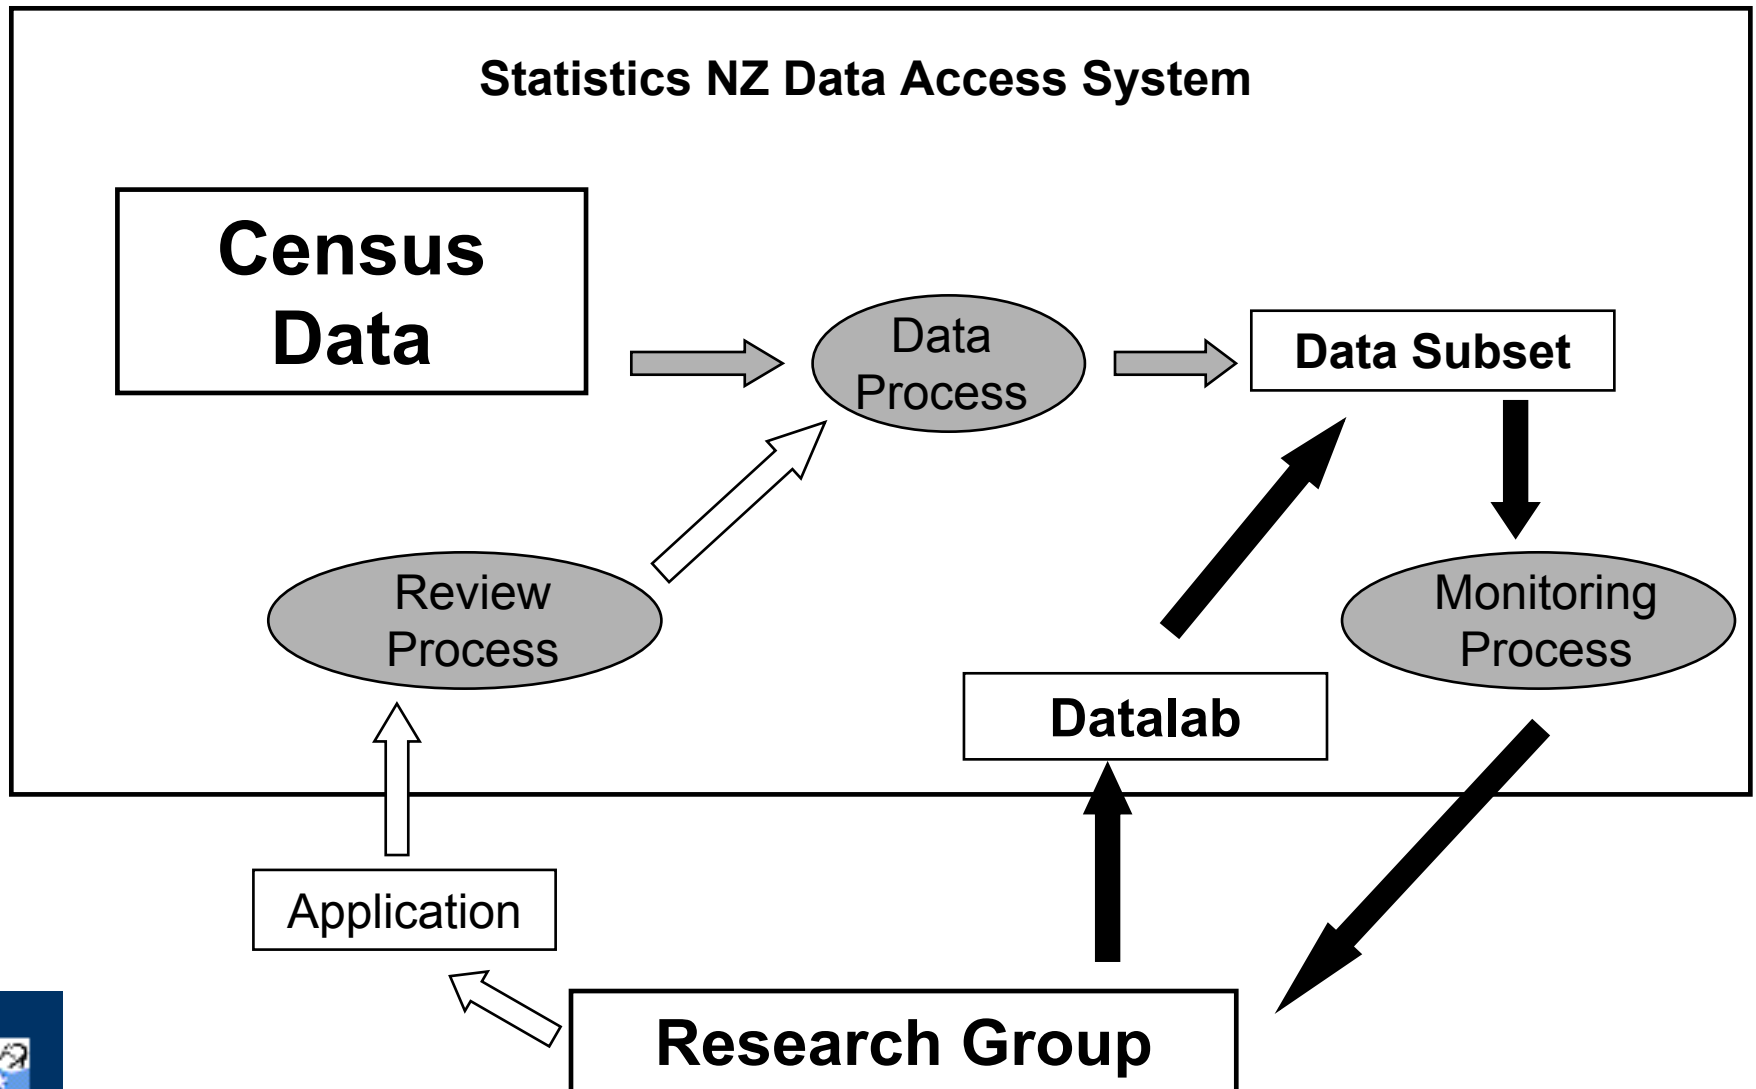 Statistics NZ Data Access System
Census
Data
Data
Process
Data Subset
Review
Process
Monitoring
Process
Datalab
Application
Research Group